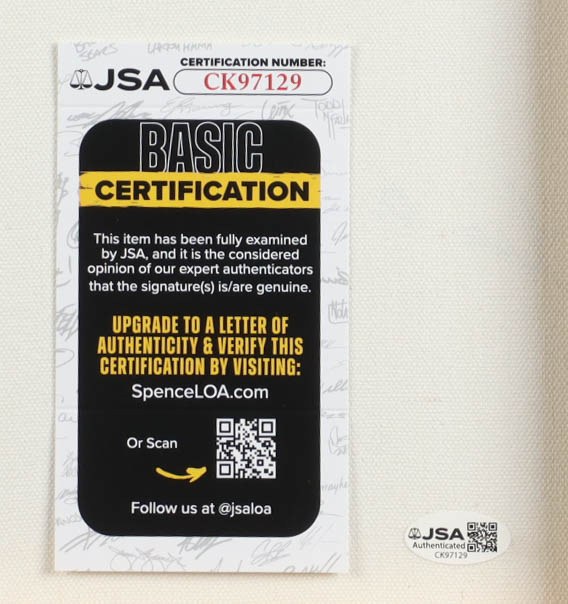 LARRY HAMA
JSA
CERTIFICATION NUMBER:
CK97129
BASIC
CERTIFICATION
This item has been fully examined
by JSA, and it is the considered
opinion of our expert authenticators
that the signature(s) is/are genuine.
UPGRADE TO A LETTER OF
AUTHENTICITY & VERIFY THIS
CERTIFICATION BY VISITING:
SpenceLOA.com
Or Scan
Follow us at @jsaloa
JSA
Authenticated
CK97129